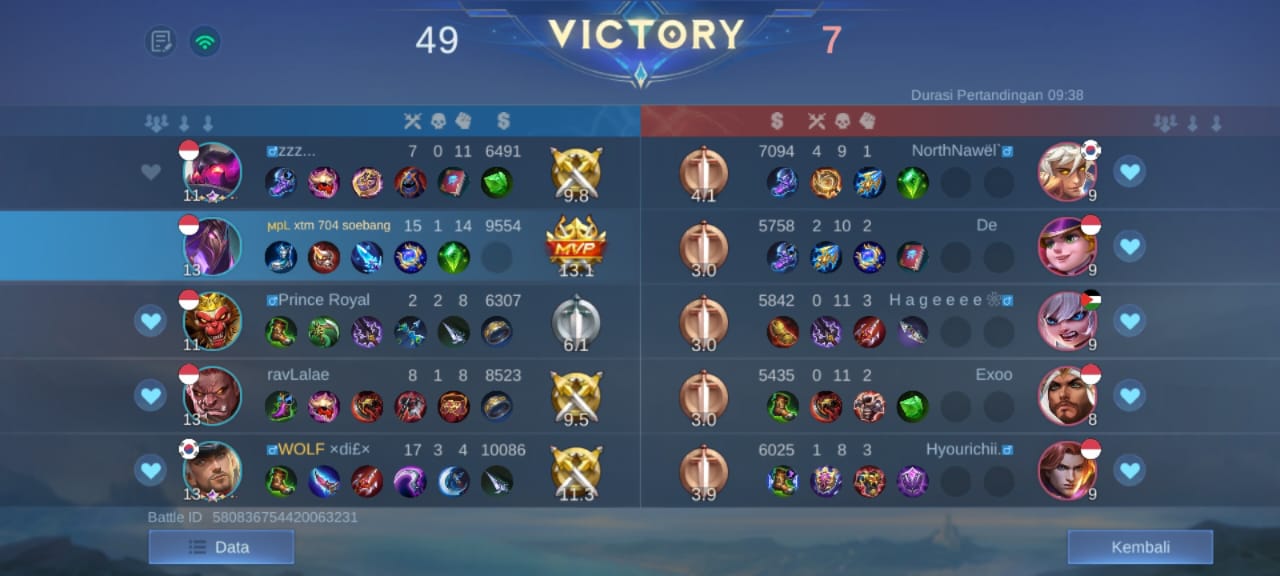 49 VICTORY 7
Durasi Pertandingan 09:38
zzz... 7 0 11 6491 9.8 11
4.1 7094 4 9 1 NorthNawël` 9
MPL xtm 704 soebang 15 1 14 9554 MVP 13.1 13
3.0 5758 2 10 2 De 9
Prince Royal 2 2 8 6307 6.1 11
3.0 5842 0 11 3 H a g e e e e 9
ravLalae 8 1 8 8523 9.5 13
3.0 5435 0 11 2 Exoo 8
WOLF ×di£× 17 3 4 10086 11.3 13
3.9 6025 1 8 3 Hyourichii. 9
Battle ID 580836754420063231
Data
Kembali